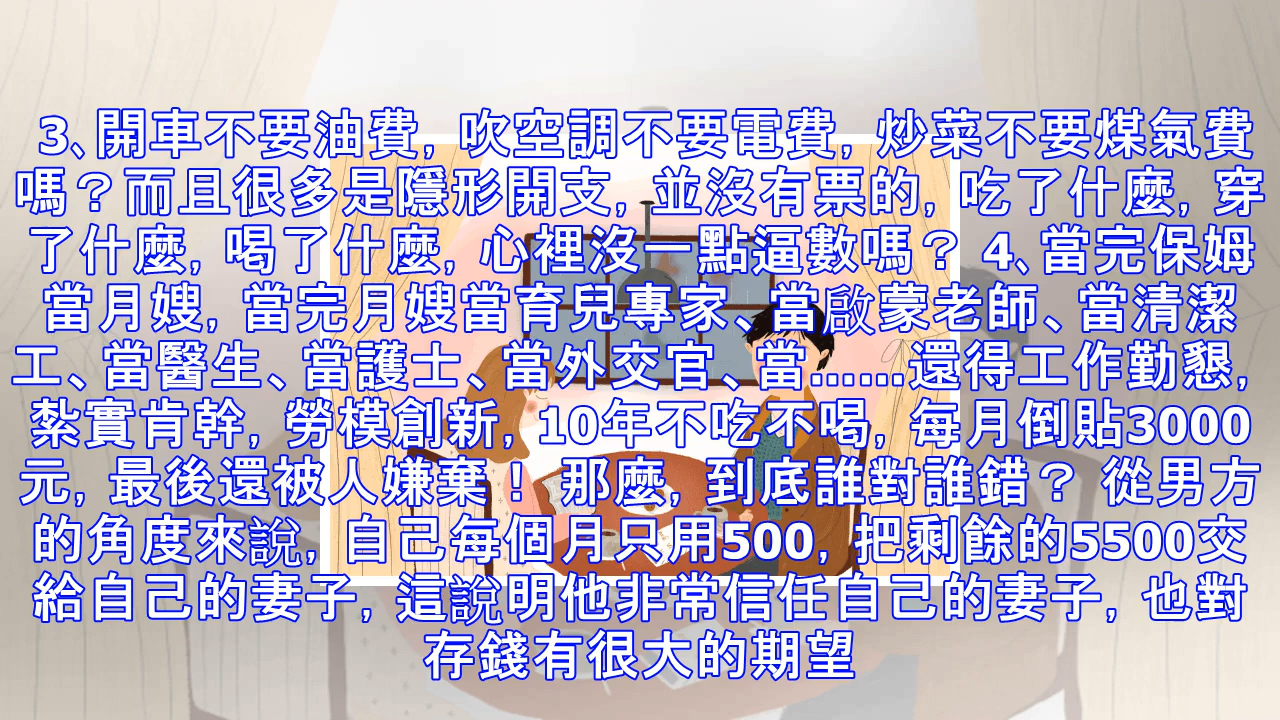 3、開車不要油費, 吹空調不要電費, 炒菜不要煤氣費
嗎？而且很多是隱形開支, 並沒有票的, 吃了什麼, 穿
了什麼, 喝了什麼, 心裡沒一點逼數嗎？ 4、當完保姆
當月嫂, 當完月嫂當育兒專家、當啟蒙老師、當清潔
工、當醫生、當護士、當外交官、當……還得工作勤懇,
紮實肯幹, 勞模創新, 10年不吃不喝, 每月倒貼3000
元, 最後還被人嫌棄！ 那麼, 到底誰對誰錯？ 從男方
的角度來說, 自己每個月只用500, 把剩餘的5500交
給自己的妻子, 這說明他非常信任自己的妻子, 也對
存錢有很大的期望